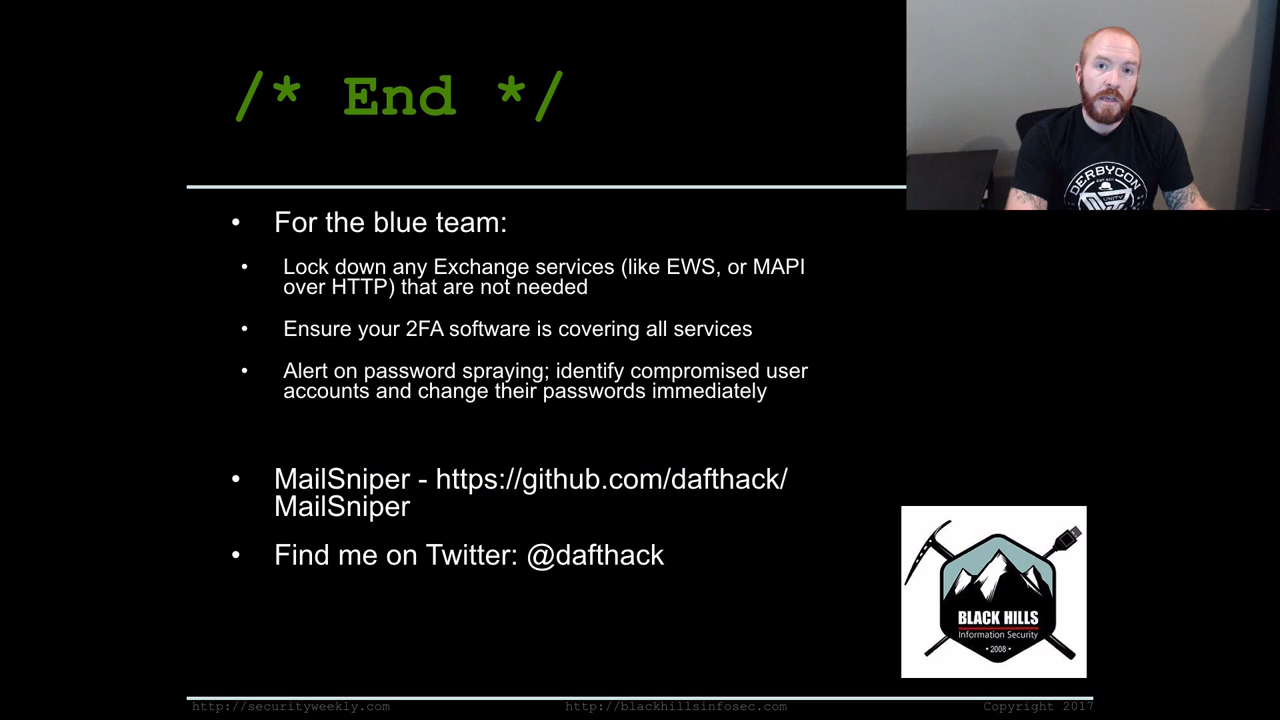 /* End */
• For the blue team:
• Lock down any Exchange services (like EWS, or MAPI
over HTTP) that are not needed
• Ensure your 2FA software is covering all services
• Alert on password spraying; identify compromised user
accounts and change their passwords immediately
• MailSniper - https://github.com/dafthack/
MailSniper
• Find me on Twitter: @dafthack
DERBYCON
BLACK HILLS
Information Security
• 2008 •
http://securityweekly.com
http://blackhillsinfosec.com
Copyright 2017